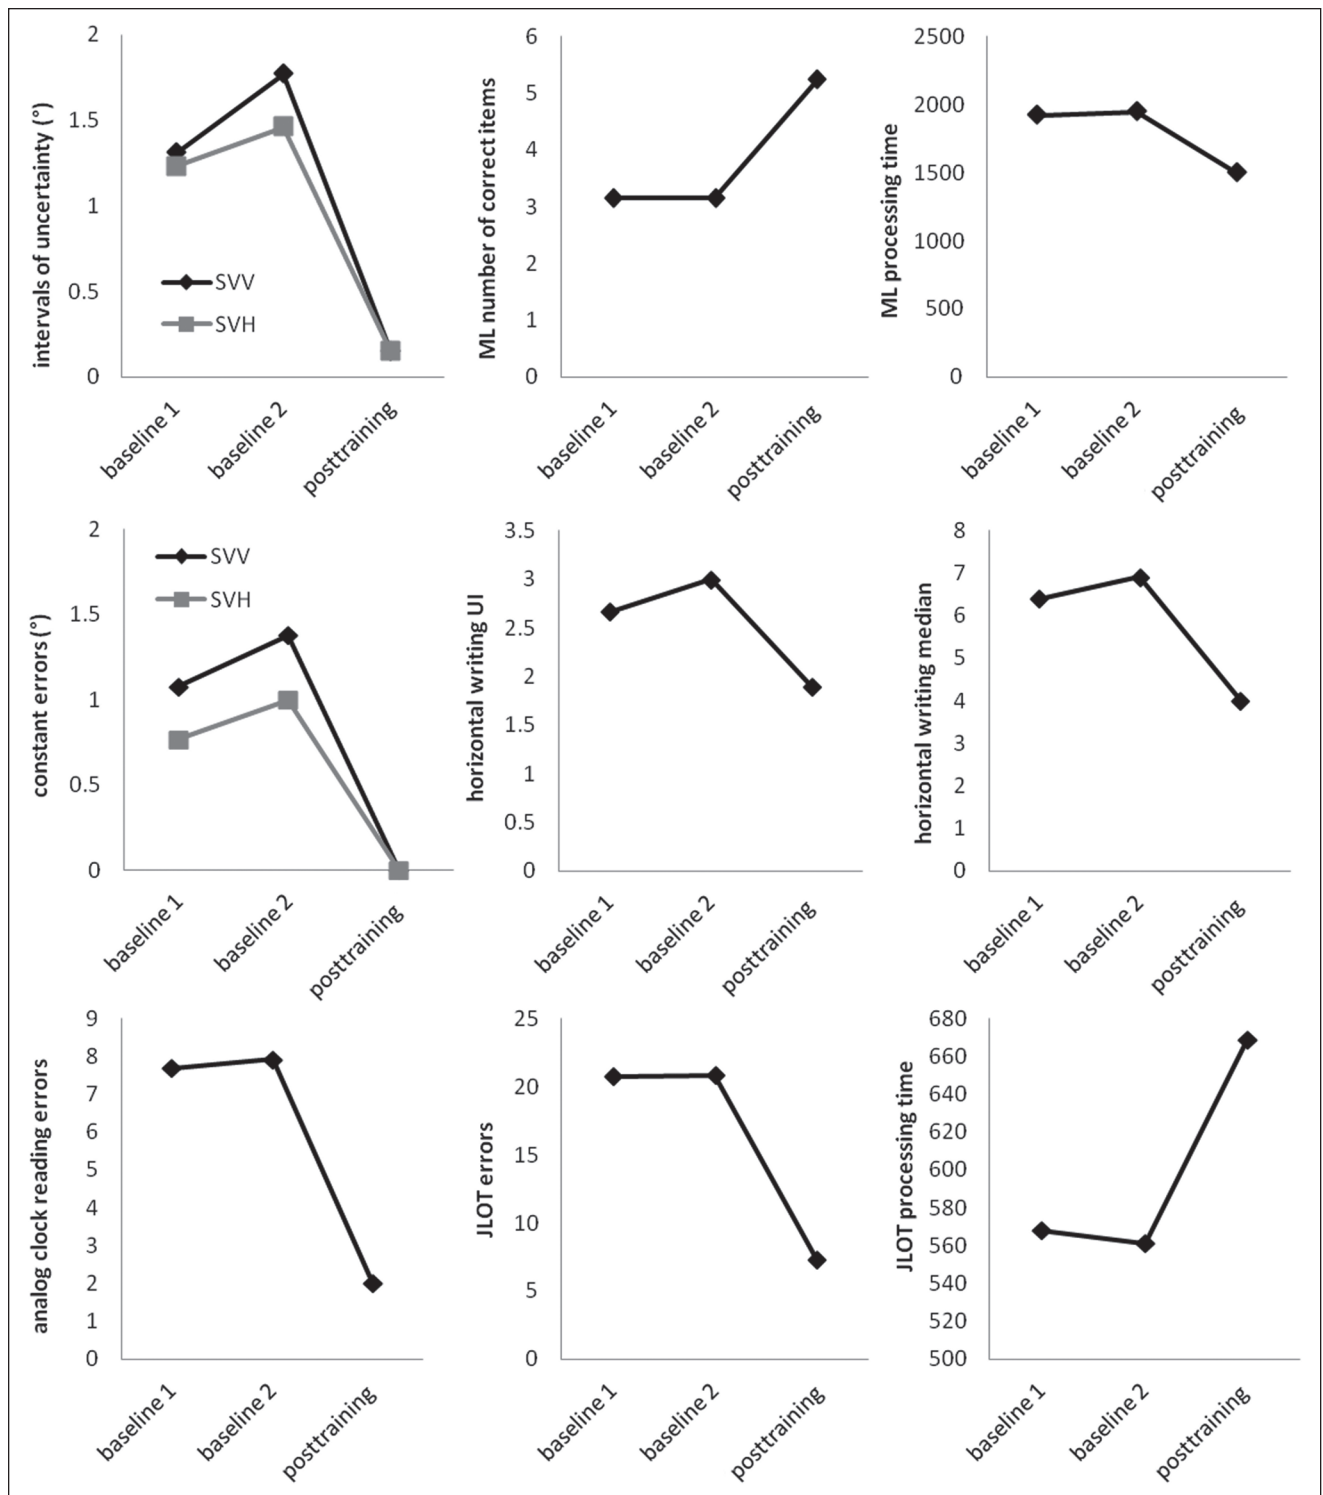 intervals of uncertainty (°)
2
1.5
1
0.5
0
SVV
SVH
baseline 1
baseline 2
posttraining
ML number of correct items
6
5
4
3
2
1
0
baseline 1
baseline 2
posttraining
ML processing time
2500
2000
1500
1000
500
0
baseline 1
baseline 2
posttraining
constant errors (°)
2
1.5
1
0.5
0
SVV
SVH
baseline 1
baseline 2
posttraining
horizontal writing UI
3.5
3
2.5
2
1.5
1
0.5
0
baseline 1
baseline 2
posttraining
horizontal writing median
8
7
6
5
4
3
2
1
0
baseline 1
baseline 2
posttraining
analog clock reading errors
9
8
7
6
5
4
3
2
1
0
baseline 1
baseline 2
posttraining
JLOT errors
25
20
15
10
5
0
baseline 1
baseline 2
posttraining
JLOT processing time
680
660
640
620
600
580
560
540
520
500
baseline 1
baseline 2
posttraining